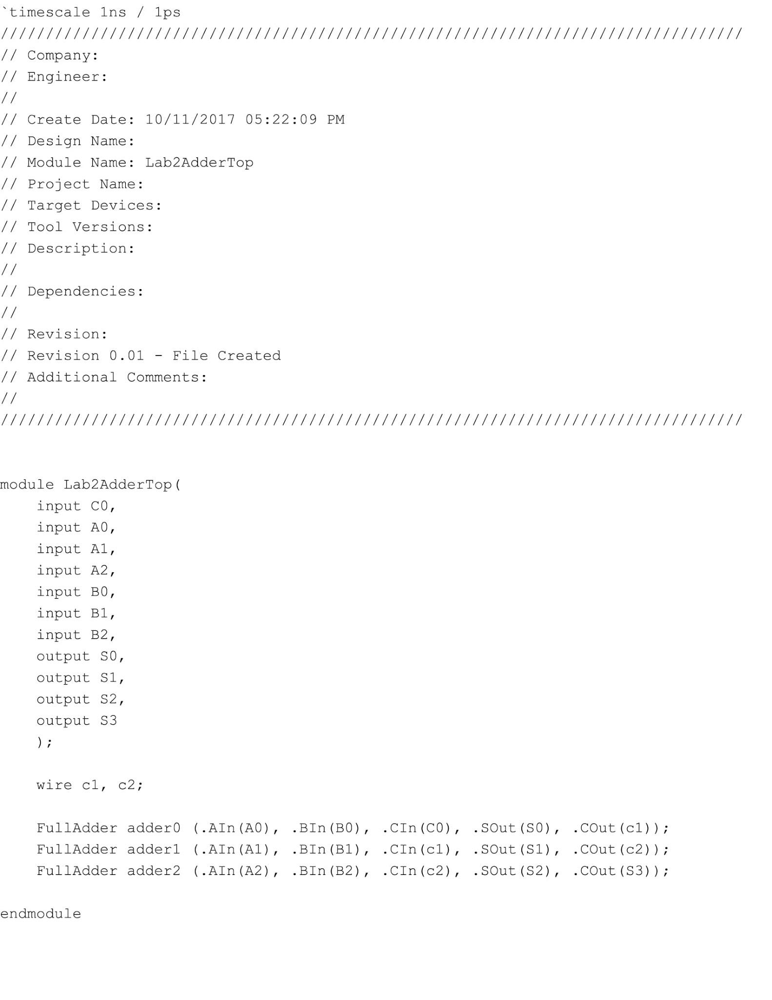 `timescale 1ns / 1ps
//////////////////////////////////////////////////////////////////////////////////
// Company:
// Engineer:
//
// Create Date: 10/11/2017 05:22:09 PM
// Design Name:
// Module Name: Lab2AdderTop
// Project Name:
// Target Devices:
// Tool Versions:
// Description:
//
// Dependencies:
//
// Revision:
// Revision 0.01 - File Created
// Additional Comments:
//
//////////////////////////////////////////////////////////////////////////////////
module Lab2AdderTop(
    input C0,
    input A0,
    input A1,
    input A2,
    input B0,
    input B1,
    input B2,
    output S0,
    output S1,
    output S2,
    output S3
    );
    wire c1, c2;
    FullAdder adder0 (.AIn(A0), .BIn(B0), .CIn(C0), .SOut(S0), .COut(c1));
    FullAdder adder1 (.AIn(A1), .BIn(B1), .CIn(c1), .SOut(S1), .COut(c2));
    FullAdder adder2 (.AIn(A2), .BIn(B2), .CIn(c2), .SOut(S2), .COut(S3));
endmodule